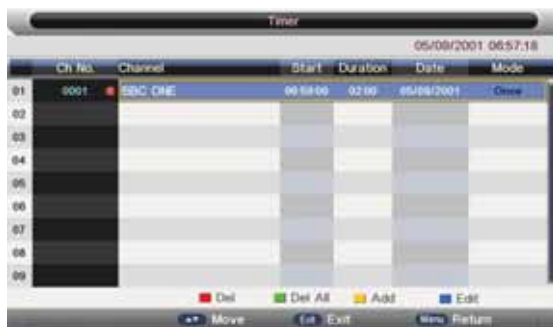 Timer
05/09/2001 06:57:18
Ch No. Channel Start Duration Date Mode
01 0001 BBC ONE 06:59:00 02:00 05/09/2001 Once
02
03
04
05
06
07
08
09
Del Del All Add Edit
Move Exit Exit Menu Return